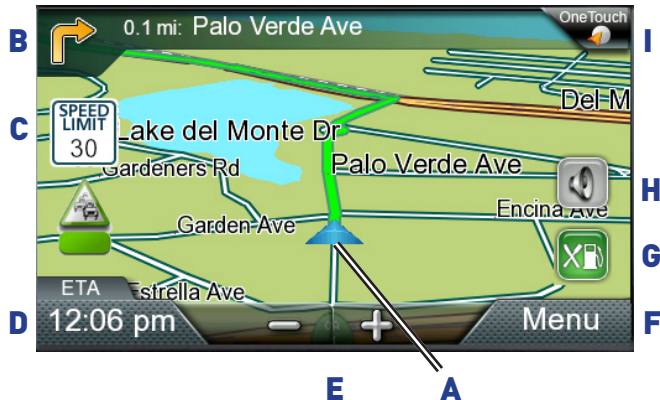 B
0.1 mi: Palo Verde Ave
OneTouch
I
C
SPEED
LIMIT
30
Lake del Monte Dr
Del M
Gardeners Rd
Palo Verde Ave
H
Encina Ave
Garden Ave
G
ETA
Estrella Ave
D
12:06 pm
Menu
F
E
A